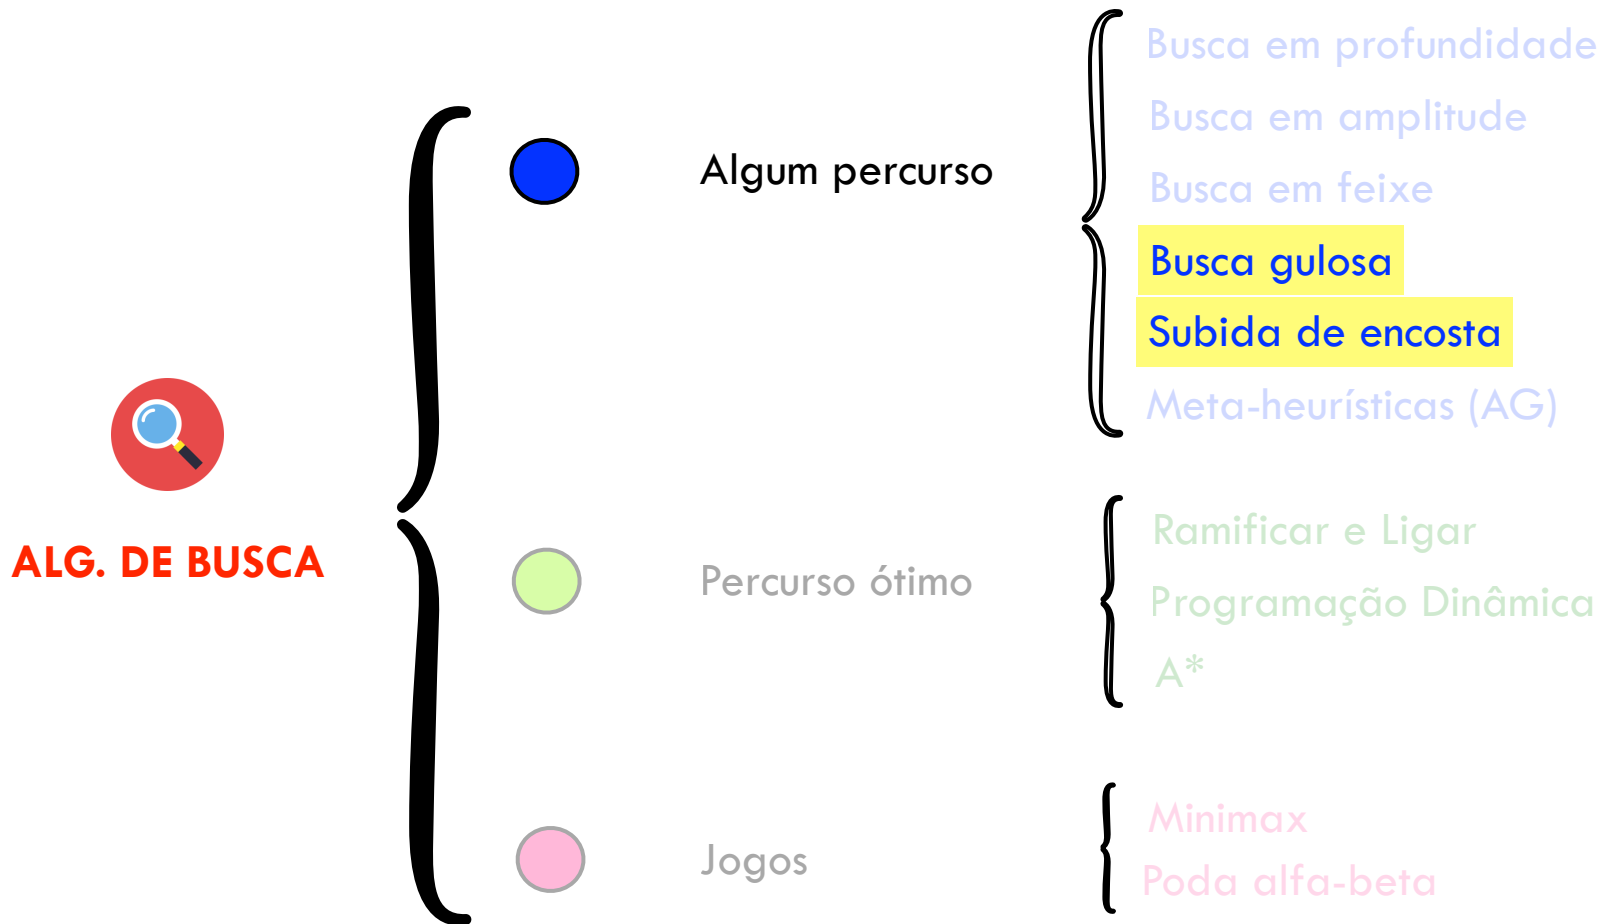 ALG. DE BUSCA
Algum percurso
Busca em profundidade
Busca em amplitude
Busca em feixe
Busca gulosa
Subida de encosta
Meta-heurísticas (AG)
Percurso ótimo
Ramificar e Ligar
Programação Dinâmica
A*
Jogos
Minimax
Poda alfa-beta